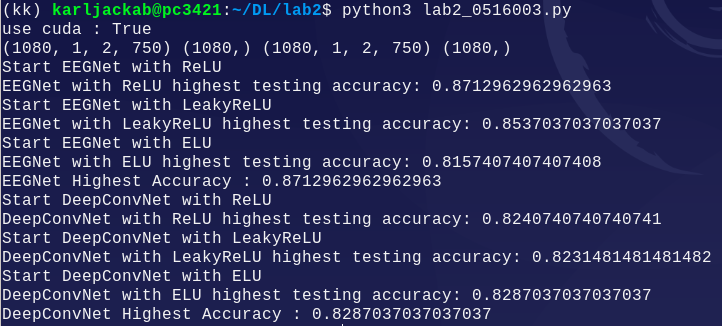 (kk) karljackab@pc3421:~/DL/lab2$ python3 lab2_0516003.py
use cuda : True
(1080, 1, 2, 750) (1080,) (1080, 1, 2, 750) (1080,)
Start EEGNet with ReLU
EEGNet with ReLU highest testing accuracy: 0.8712962962962963
Start EEGNet with LeakyReLU
EEGNet with LeakyReLU highest testing accuracy: 0.8537037037037037
Start EEGNet with ELU
EEGNet with ELU highest testing accuracy: 0.8157407407407408
EEGNet Highest Accuracy : 0.8712962962962963
Start DeepConvNet with ReLU
DeepConvNet with ReLU highest testing accuracy: 0.8240740740740741
Start DeepConvNet with LeakyReLU
DeepConvNet with LeakyReLU highest testing accuracy: 0.8231481481481482
Start DeepConvNet with ELU
DeepConvNet with ELU highest testing accuracy: 0.8287037037037037
DeepConvNet Highest Accuracy : 0.8287037037037037